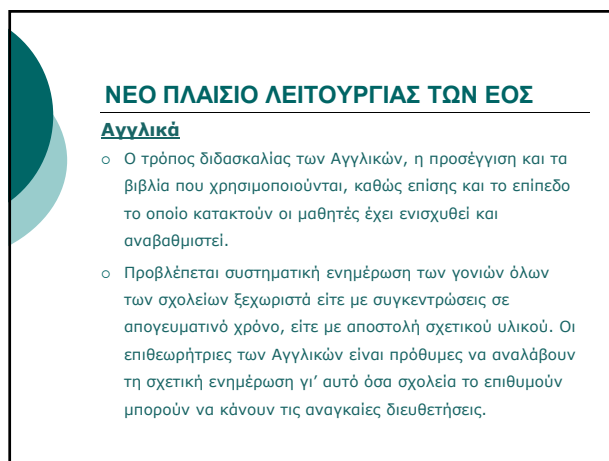 ΝΕΟ ΠΛΑΙΣΙΟ ΛΕΙΤΟΥΡΓΙΑΣ ΤΩΝ ΕΟΣ
Αγγλικά
Ο τρόπος διδασκαλίας των Αγγλικών, η προσέγγιση και τα
βιβλία που χρησιμοποιούνται, καθώς επίσης και το επίπεδο
το οποίο κατακτούν οι μαθητές έχει ενισχυθεί και
αναβαθμιστεί.
Προβλέπεται συστηματική ενημέρωση των γονιών όλων
των σχολείων ξεχωριστά είτε με συγκεντρώσεις σε
απογευματινό χρόνο, είτε με αποστολή σχετικού υλικού. Οι
επιθεωρήτριες των Αγγλικών είναι πρόθυμες να αναλάβουν
τη σχετική ενημέρωση γι’ αυτό όσα σχολεία το επιθυμούν
μπορούν να κάνουν τις αναγκαίες διευθετήσεις.